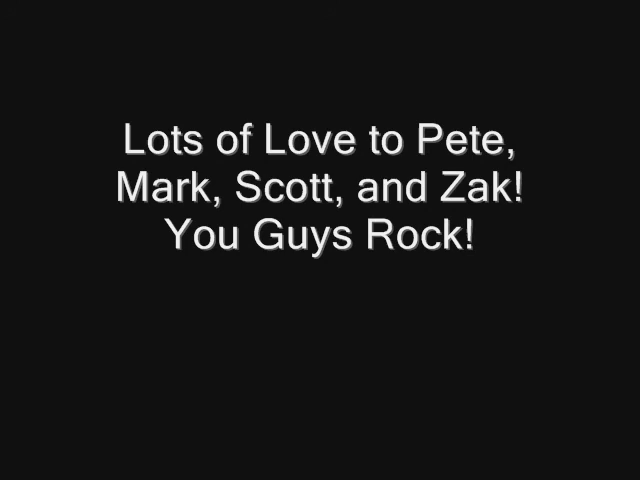 Lots of Love to Pete,
Mark, Scott, and Zak!
You Guys Rock!